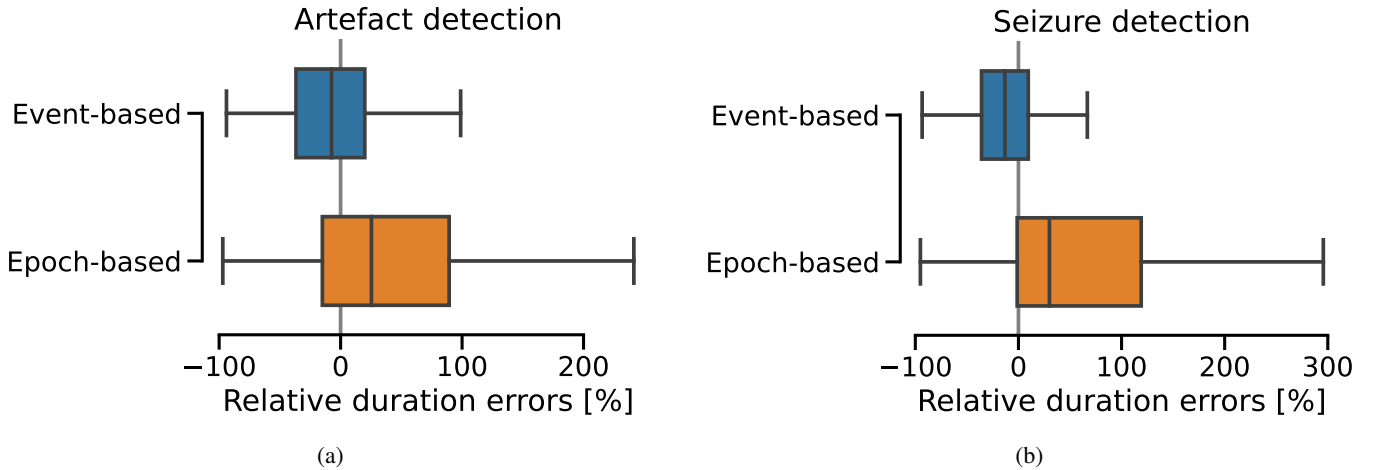 Artefact detection
Event-based
Epoch-based
−100 0 100 200
Relative duration errors [%]
(a)
Seizure detection
Event-based
Epoch-based
−100 0 100 200 300
Relative duration errors [%]
(b)